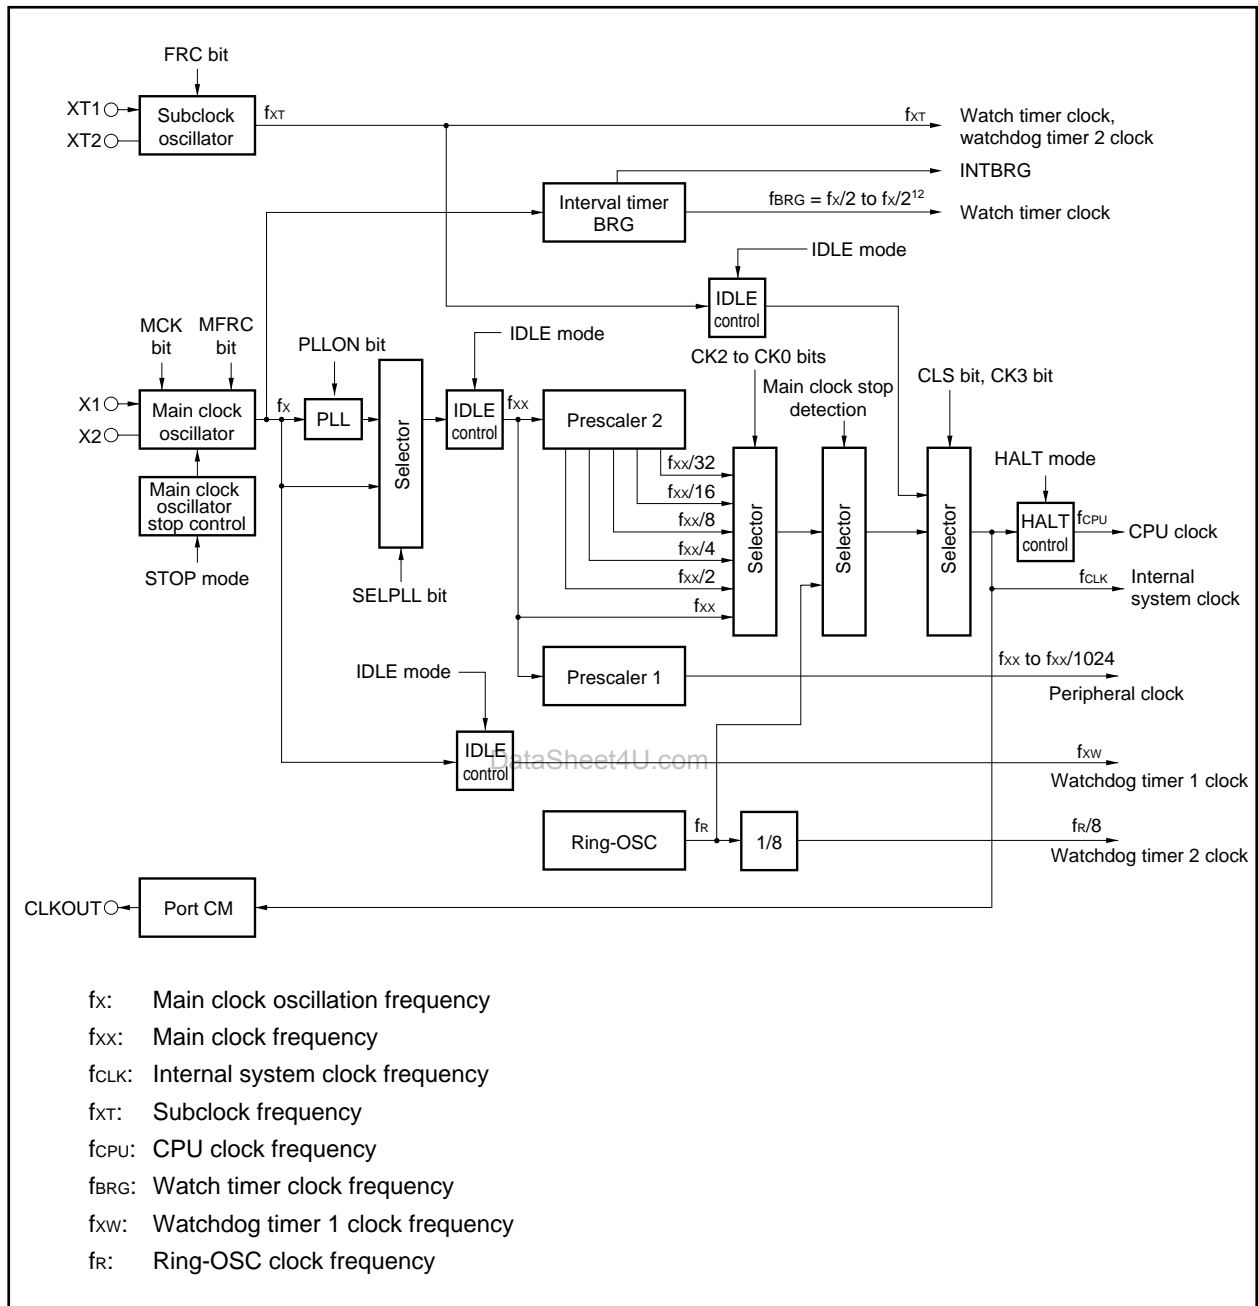 FRC bit
XT1
XT2
Subclock
oscillator
fXT
fXT
Watch timer clock,
watchdog timer 2 clock
INTBRG
Interval timer
BRG
fBRG = fX/2 to fX/2¹²
Watch timer clock
IDLE mode
IDLE
control
MCK
bit
MFRC
bit
PLLON bit
IDLE mode
CK2 to CK0 bits
Main clock stop
detection
CLS bit, CK3 bit
HALT mode
X1
X2
Main clock
oscillator
fX
PLL
Selector
IDLE
control
fXX
Prescaler 2
fXX/32
fXX/16
fXX/8
fXX/4
fXX/2
fXX
Selector
Selector
Selector
HALT
control
fCPU
CPU clock
fCLK
Internal
system clock
Main clock
oscillator
stop control
STOP mode
SELPLL bit
Prescaler 1
fXX to fXX/1024
Peripheral clock
IDLE mode
IDLE
control
DataSheet4U.com
fXW
Watchdog timer 1 clock
Ring-OSC
fR
1/8
fR/8
Watchdog timer 2 clock
CLKOUT
Port CM
fX: Main clock oscillation frequency
fXX: Main clock frequency
fCLK: Internal system clock frequency
fXT: Subclock frequency
fCPU: CPU clock frequency
fBRG: Watch timer clock frequency
fXW: Watchdog timer 1 clock frequency
fR: Ring-OSC clock frequency